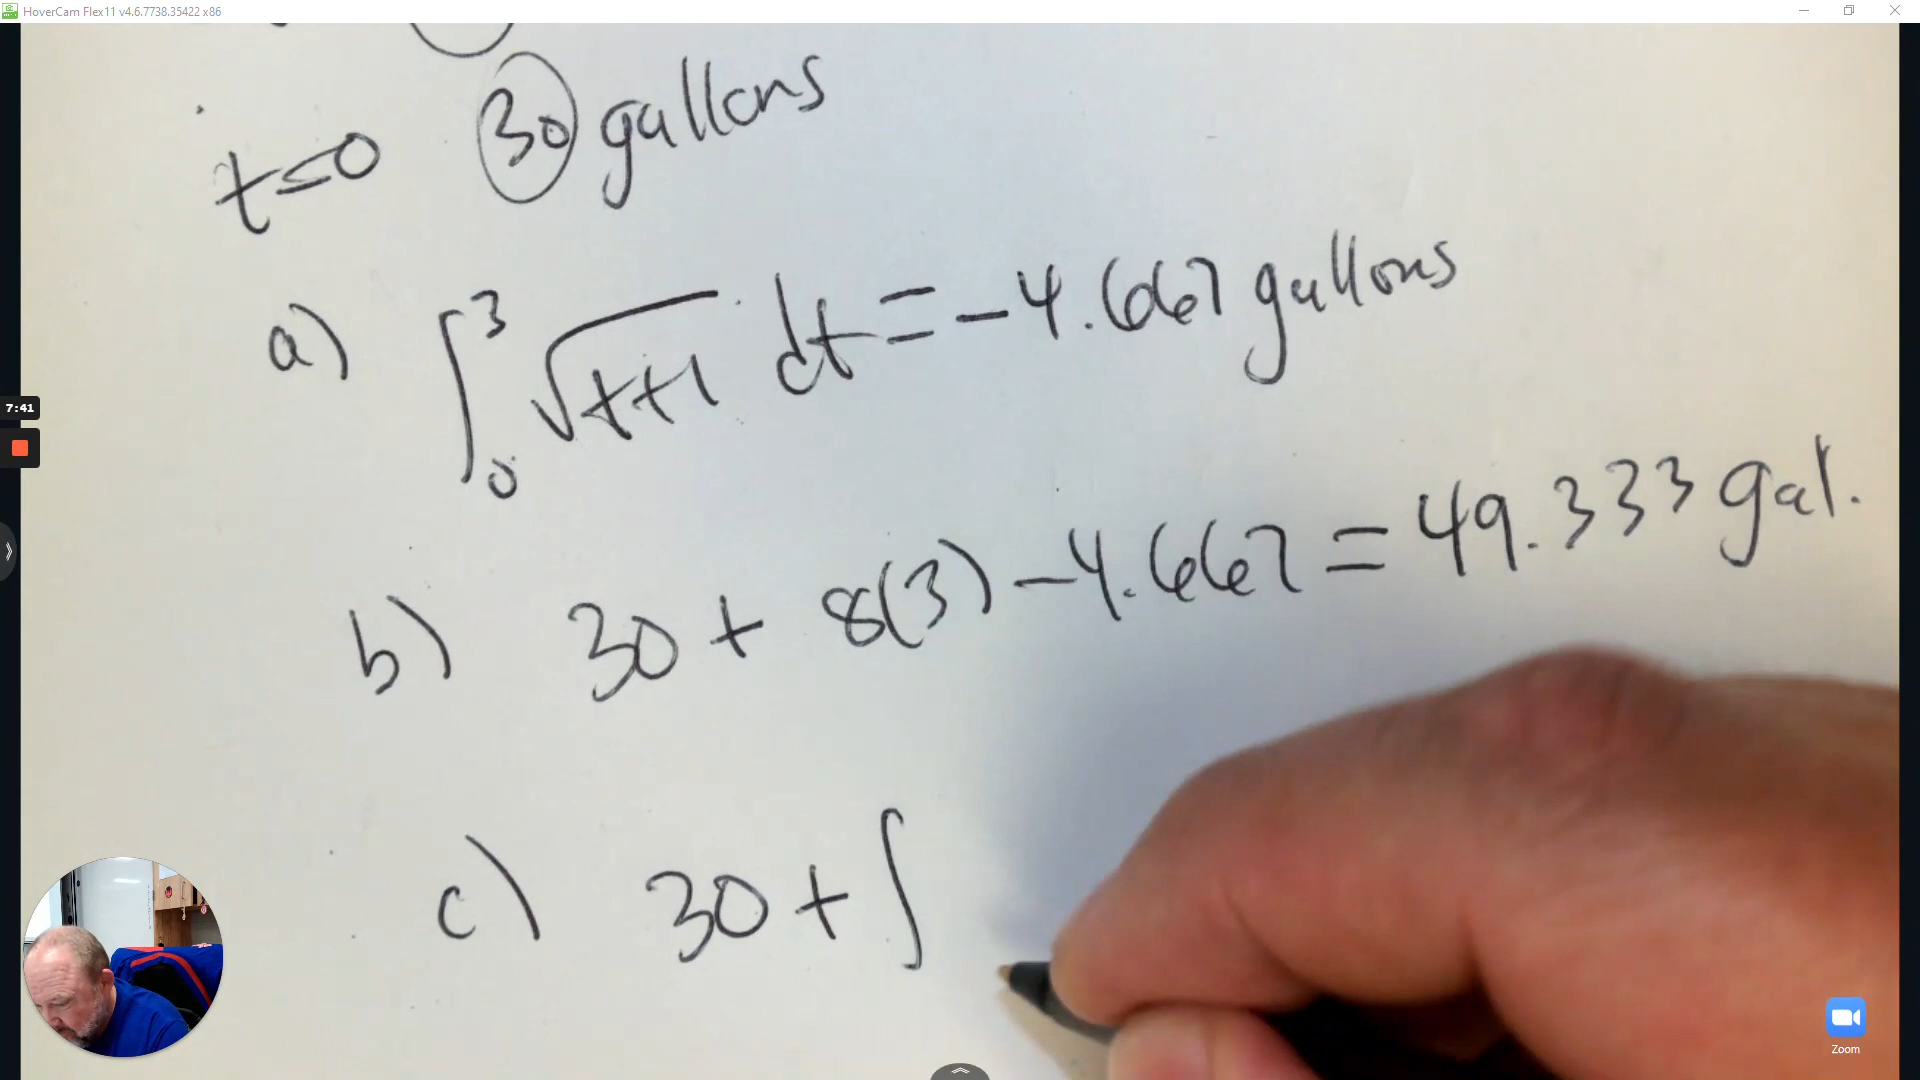 HoverCam Flex11 v4.6.7738.35422 x86
t=0 30 gallons
a) ∫₀³ √t+1 dt = -4.667 gallons
7:41
b) 30 + 8(3) - 4.667 = 49.333 gal.
c) 30 + ∫
Zoom